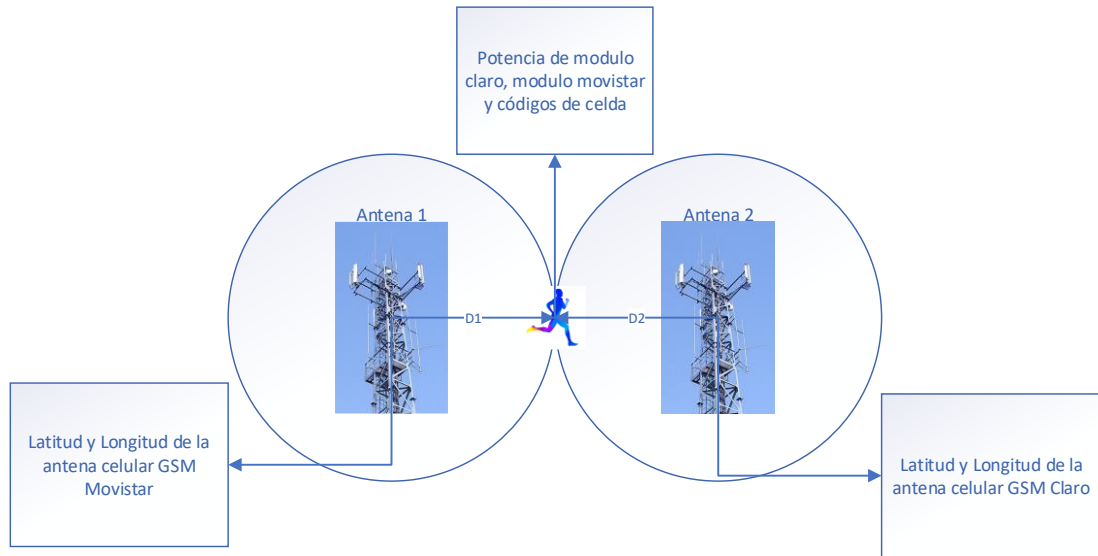 Potencia de modulo
claro, modulo movistar
y códigos de celda
Antena 1
Antena 2
D1
D2
Latitud y Longitud de la
antena celular GSM
Movistar
Latitud y Longitud de la
antena celular GSM Claro